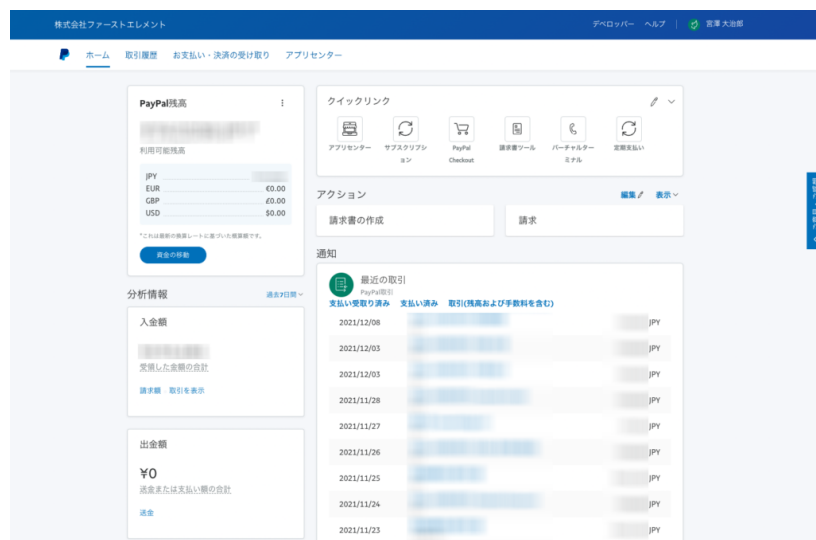 株式会社ファーストエレメント
デベロッパー ヘルプ 宮澤 大治郎
ホーム 取引履歴 お支払い・決済の受け取り アプリセンター
PayPal残高
利用可能残高
JPY
EUR €0.00
GBP £0.00
USD $0.00
*これは最新の換算レートに基づいた概算額です。
資金の移動
分析情報 過去7日間
入金額
受領した金額の合計
請求額 取引を表示
出金額
¥0
送金または支払い額の合計
送金
クイックリンク
アプリセンター
サブスクリプション
PayPal Checkout
請求書ツール
バーチャルターミナル
定期支払い
アクション 編集 表示
請求書の作成 請求
通知
最近の取引
PayPal取引
支払い受取り済み 支払い済み 取引(残高および手数料を含む)
2021/12/08 JPY
2021/12/03 JPY
2021/12/03 JPY
2021/11/28 JPY
2021/11/27 JPY
2021/11/26 JPY
2021/11/25 JPY
2021/11/24 JPY
2021/11/23 JPY